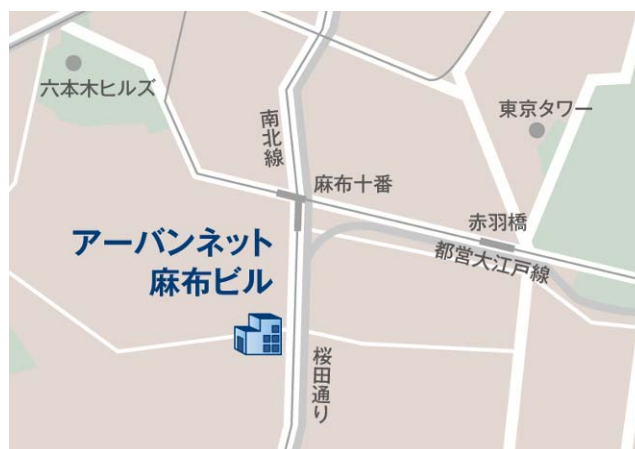 六本木ヒルズ
南北線
東京タワー
麻布十番
赤羽橋
都営大江戸線
アーバンネット
麻布ビル
桜田通り